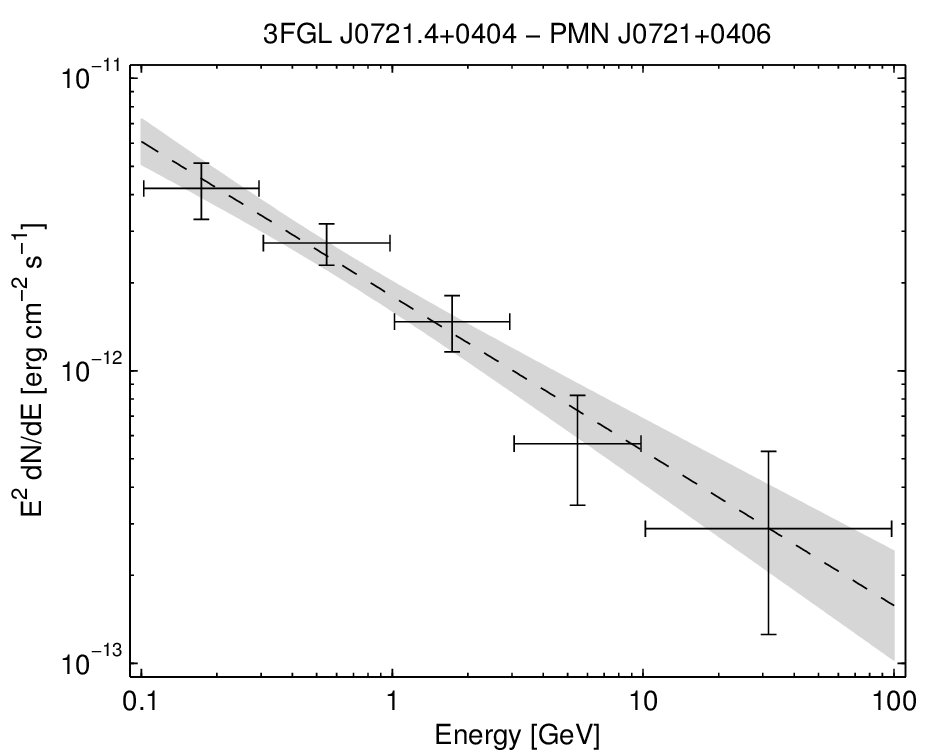 3FGL J0721.4+0404 − PMN J0721+0406
10⁻¹¹
10⁻¹²
10⁻¹³
E² dN/dE [erg cm⁻² s⁻¹]
0.1 1 10 100
Energy [GeV]